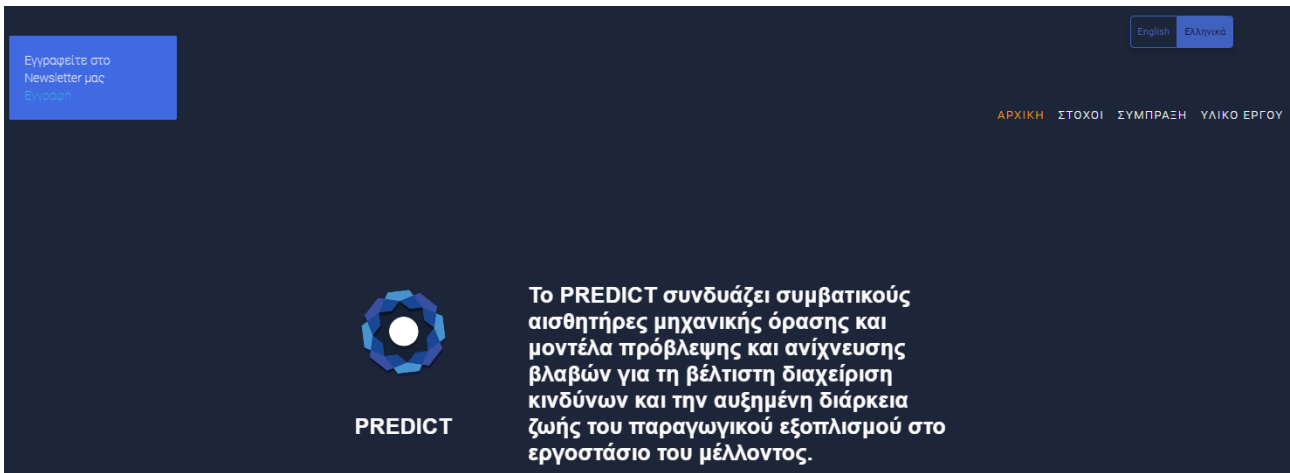 English Ελληνικά
Εγγραφείτε στο
Newsletter μας
Εγγραφή
ΑΡΧΙΚΗ ΣΤΟΧΟΙ ΣΥΜΠΡΑΞΗ ΥΛΙΚΟ ΕΡΓΟΥ
PREDICT
Το PREDICT συνδυάζει συμβατικούς
αισθητήρες μηχανικής όρασης και
μοντέλα πρόβλεψης και ανίχνευσης
βλαβών για τη βέλτιστη διαχείριση
κινδύνων και την αυξημένη διάρκεια
ζωής του παραγωγικού εξοπλισμού στο
εργοστάσιο του μέλλοντος.